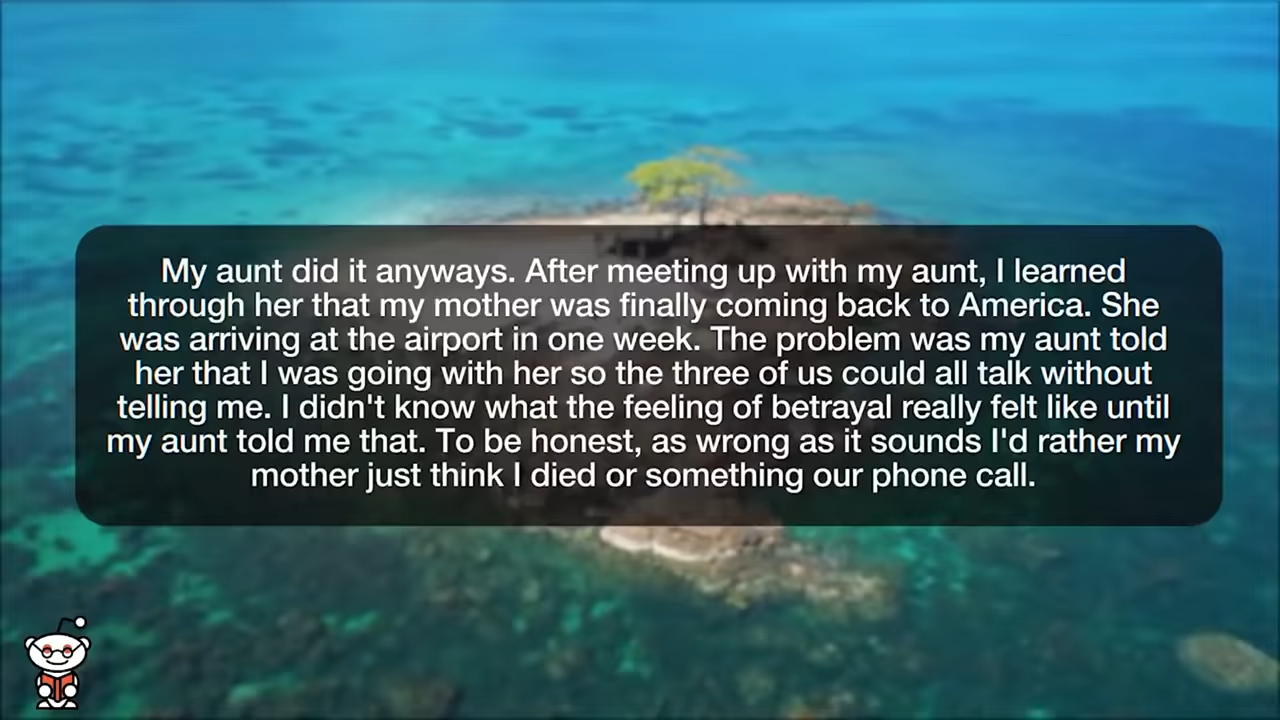 My aunt did it anyways. After meeting up with my aunt, I learned
through her that my mother was finally coming back to America. She
was arriving at the airport in one week. The problem was my aunt told
her that I was going with her so the three of us could all talk without
telling me. I didn't know what the feeling of betrayal really felt like until
my aunt told me that. To be honest, as wrong as it sounds I'd rather my
mother just think I died or something our phone call.